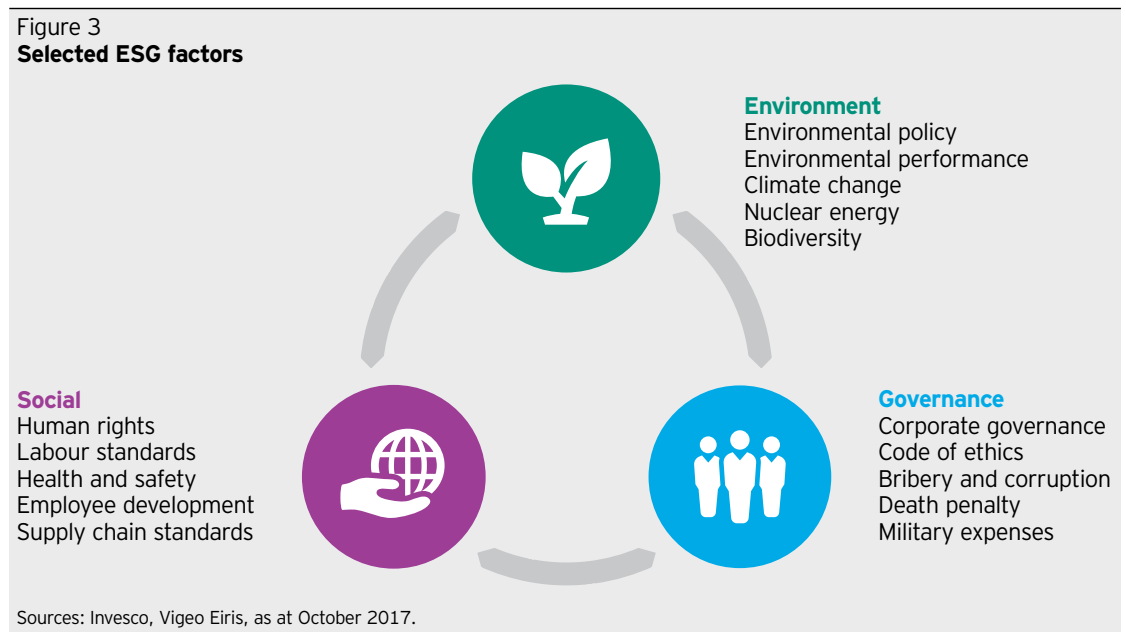 Figure 3
Selected ESG factors
Environment
Environmental policy
Environmental performance
Climate change
Nuclear energy
Biodiversity
Social
Human rights
Labour standards
Health and safety
Employee development
Supply chain standards
Governance
Corporate governance
Code of ethics
Bribery and corruption
Death penalty
Military expenses
Sources: Invesco, Vigeo Eiris, as at October 2017.